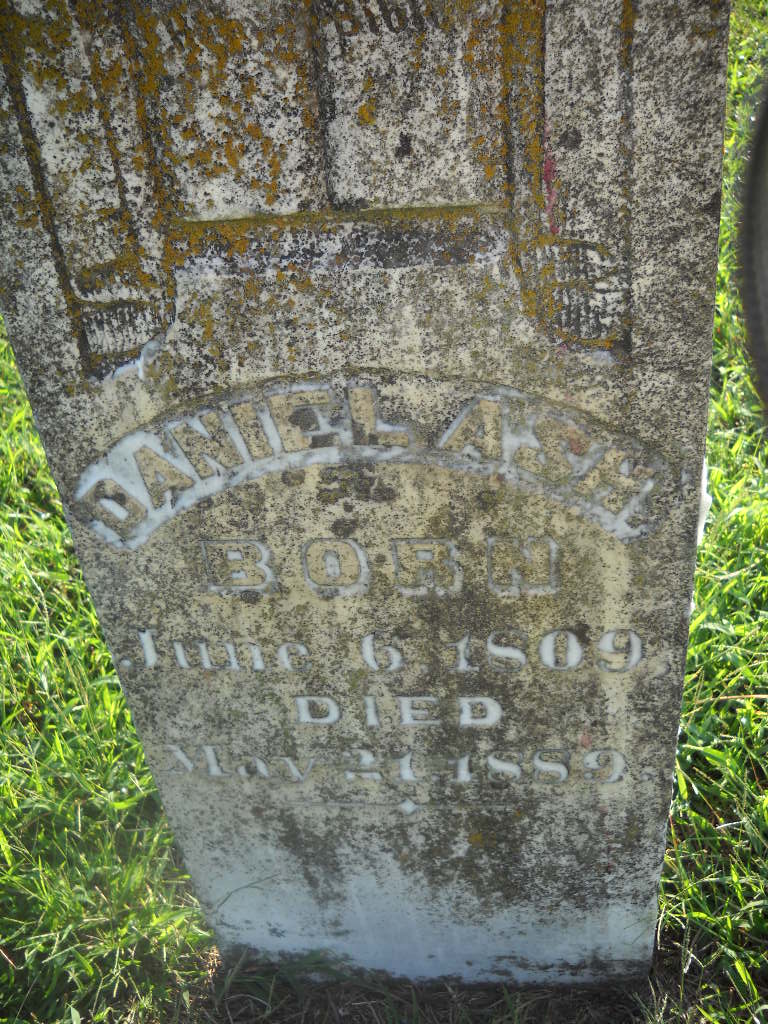 DANIEL ASH
BORN
June 6, 1809,
DIED
May 21, 1889.